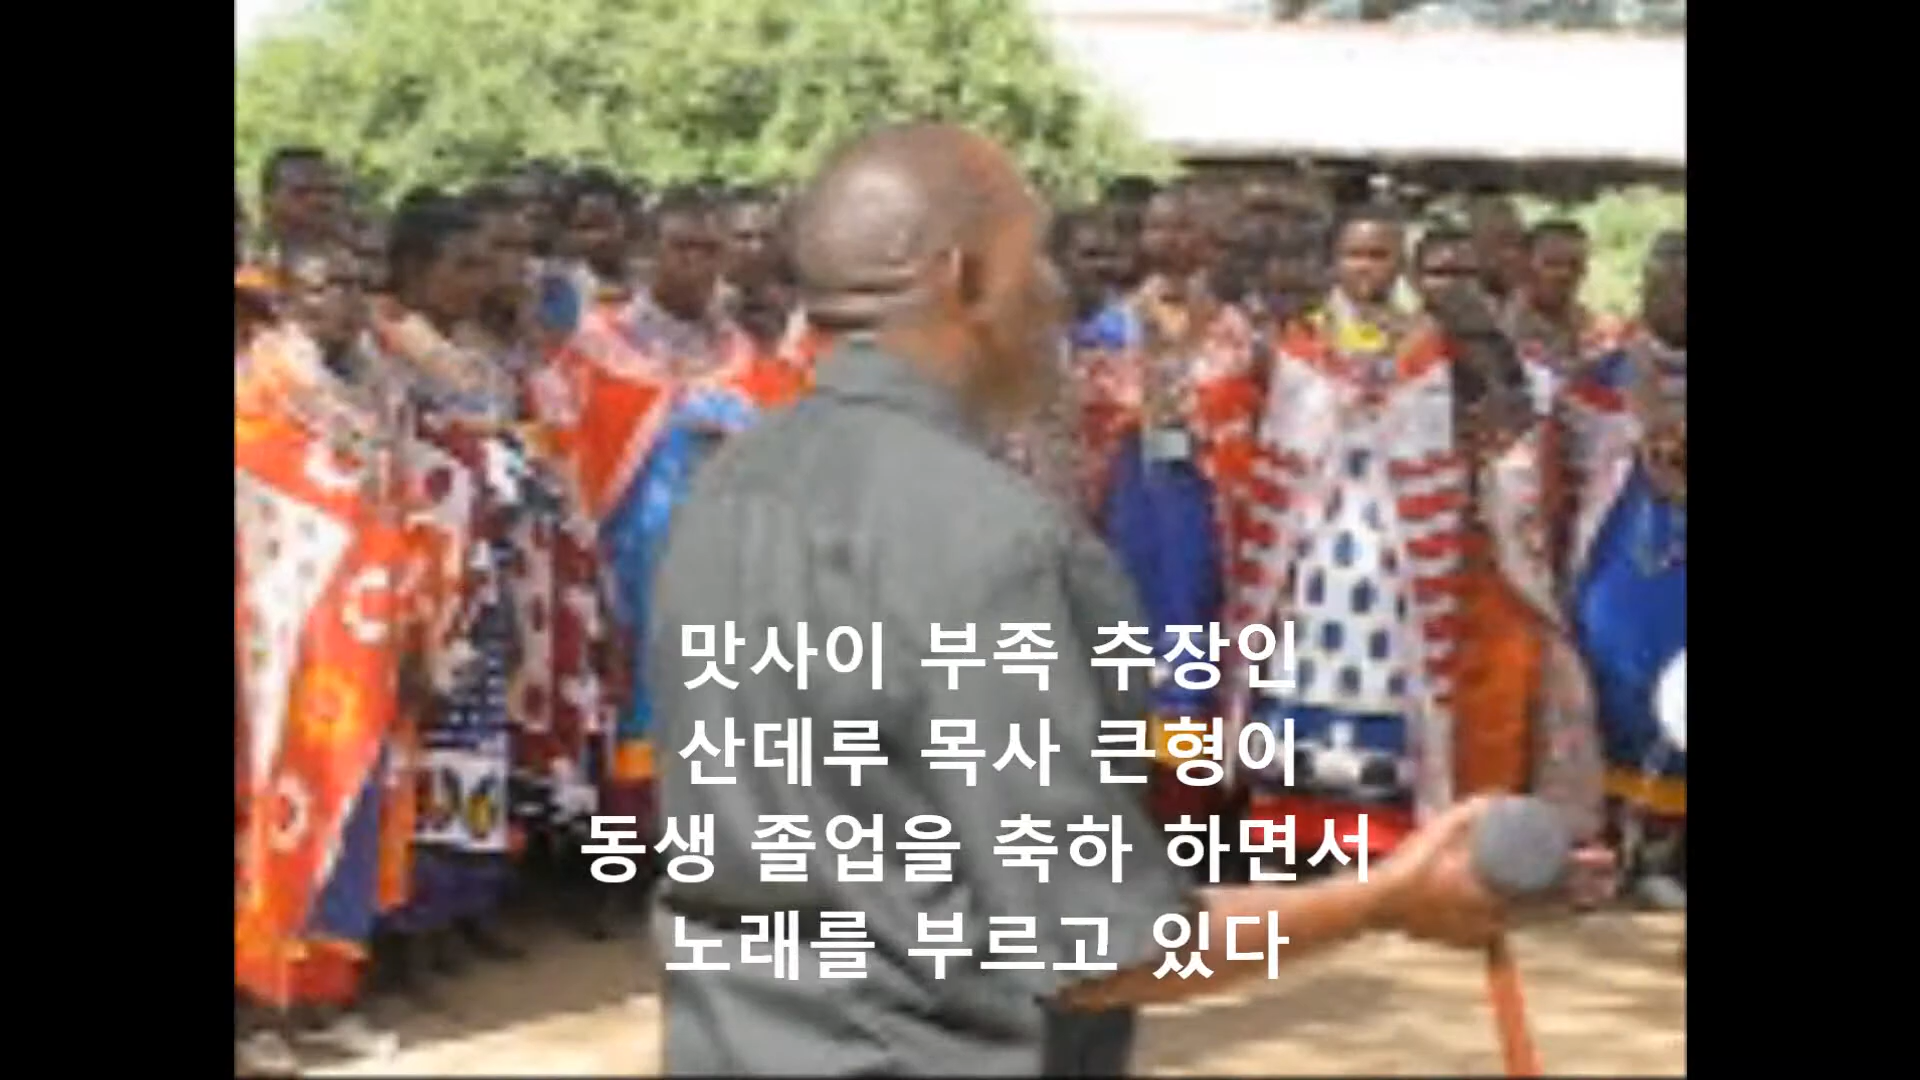 맛사이 부족 추장인
산데루 목사 큰형이
동생 졸업을 축하 하면서
노래를 부르고 있다